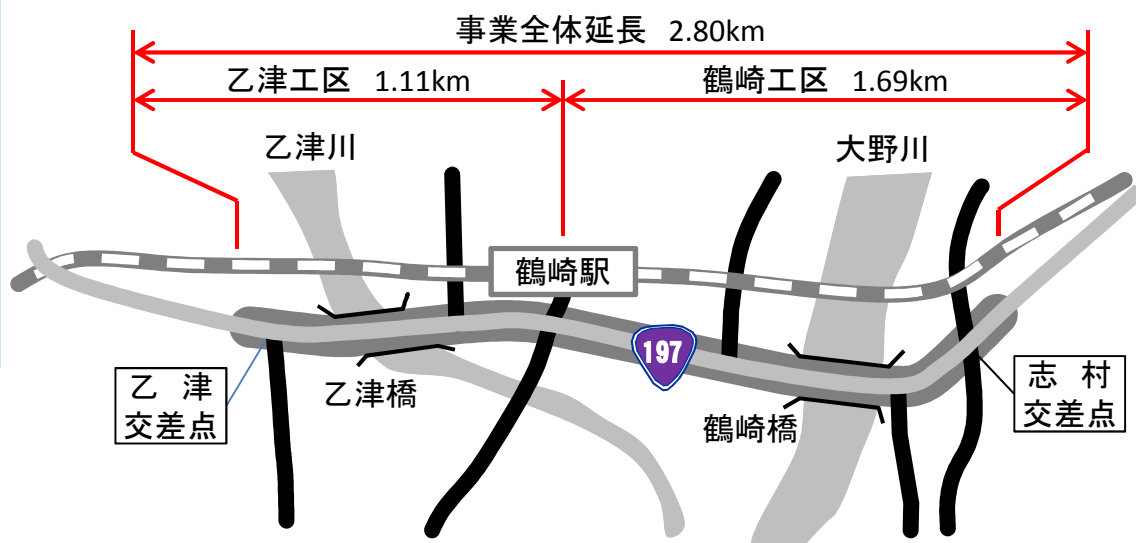 事業全体延長 2.80km
乙津工区 1.11km
鶴崎工区 1.69km
乙津川
大野川
鶴崎駅
197
乙 津
交差点
乙津橋
鶴崎橋
志 村
交差点